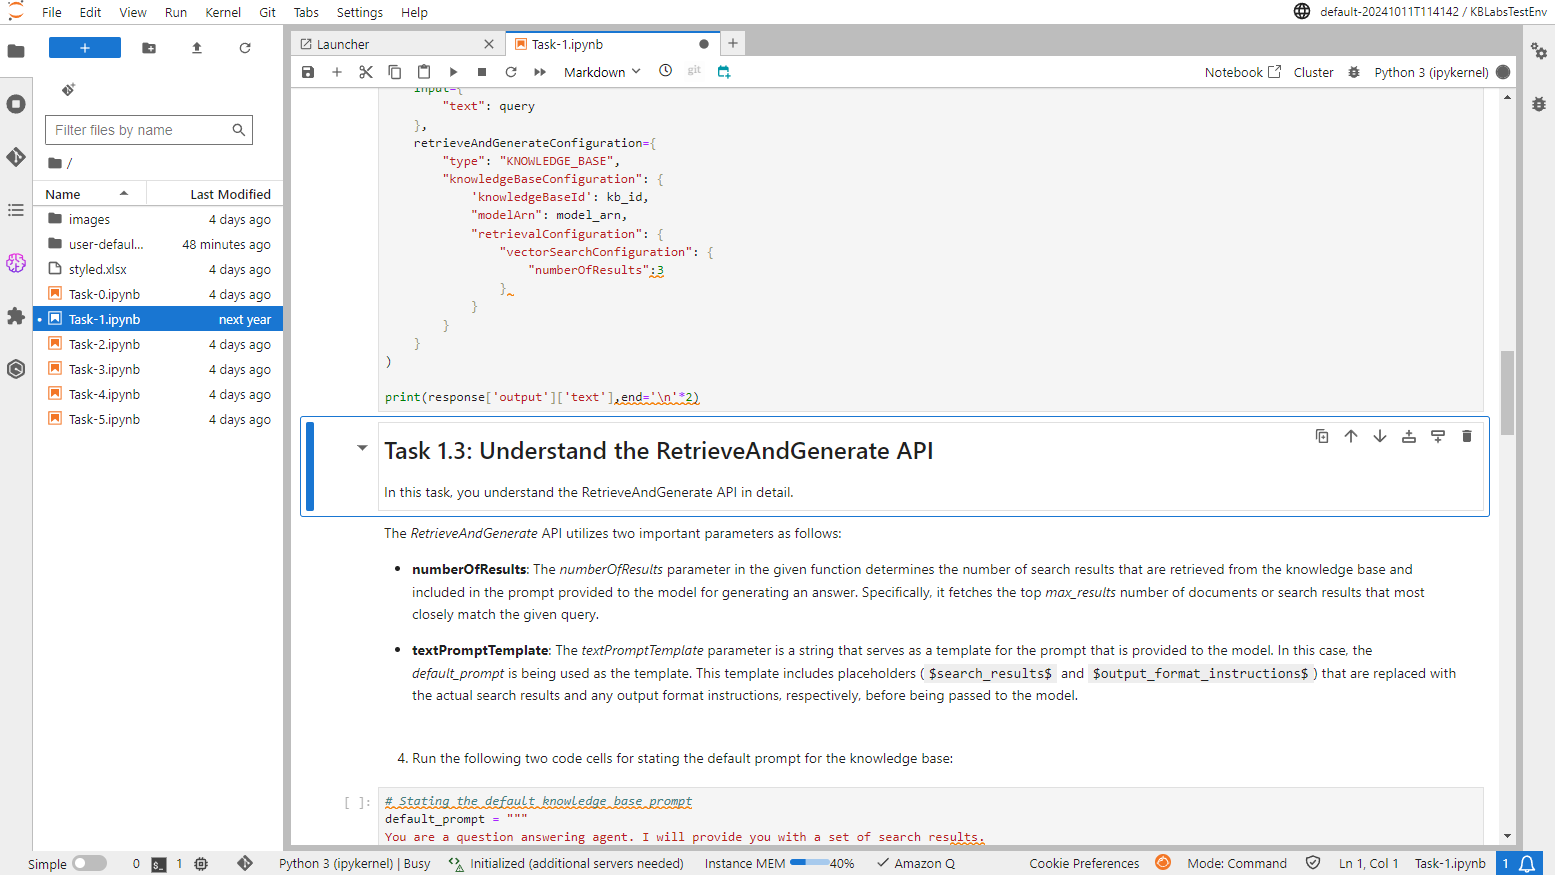 File Edit View Run Kernel Git Tabs Settings Help
default-20241011T114142 / KBLabsTestEnv
Filter files by name
/
Name Last Modified
images 4 days ago
user-defaul... 48 minutes ago
styled.xlsx 4 days ago
Task-0.ipynb 4 days ago
Task-1.ipynb next year
Task-2.ipynb 4 days ago
Task-3.ipynb 4 days ago
Task-4.ipynb 4 days ago
Task-5.ipynb 4 days ago
Launcher Task-1.ipynb
Markdown git Notebook Cluster Python 3 (ipykernel)
input={
"text": query
},
retrieveAndGenerateConfiguration={
"type": "KNOWLEDGE_BASE",
"knowledgeBaseConfiguration": {
'knowledgeBaseId': kb_id,
"modelArn": model_arn,
"retrievalConfiguration": {
"vectorSearchConfiguration": {
"numberOfResults":3
}
}
}
}
)
print(response['output']['text'],end='\n'*2)
Task 1.3: Understand the RetrieveAndGenerate API
In this task, you understand the RetrieveAndGenerate API in detail.
The RetrieveAndGenerate API utilizes two important parameters as follows:
• numberOfResults: The numberOfResults parameter in the given function determines the number of search results that are retrieved from the knowledge base and
included in the prompt provided to the model for generating an answer. Specifically, it fetches the top max_results number of documents or search results that most
closely match the given query.
• textPromptTemplate: The textPromptTemplate parameter is a string that serves as a template for the prompt that is provided to the model. In this case, the
default_prompt is being used as the template. This template includes placeholders ( $search_results$ and $output_format_instructions$ ) that are replaced with
the actual search results and any output format instructions, respectively, before being passed to the model.
4. Run the following two code cells for stating the default prompt for the knowledge base:
[ ]: # Stating the default knowledge base prompt
default_prompt = """
You are a question answering agent. I will provide you with a set of search results.
Simple 0 $_ 1 Python 3 (ipykernel) | Busy Initialized (additional servers needed) Instance MEM 40% Amazon Q Cookie Preferences Mode: Command Ln 1, Col 1 Task-1.ipynb 1